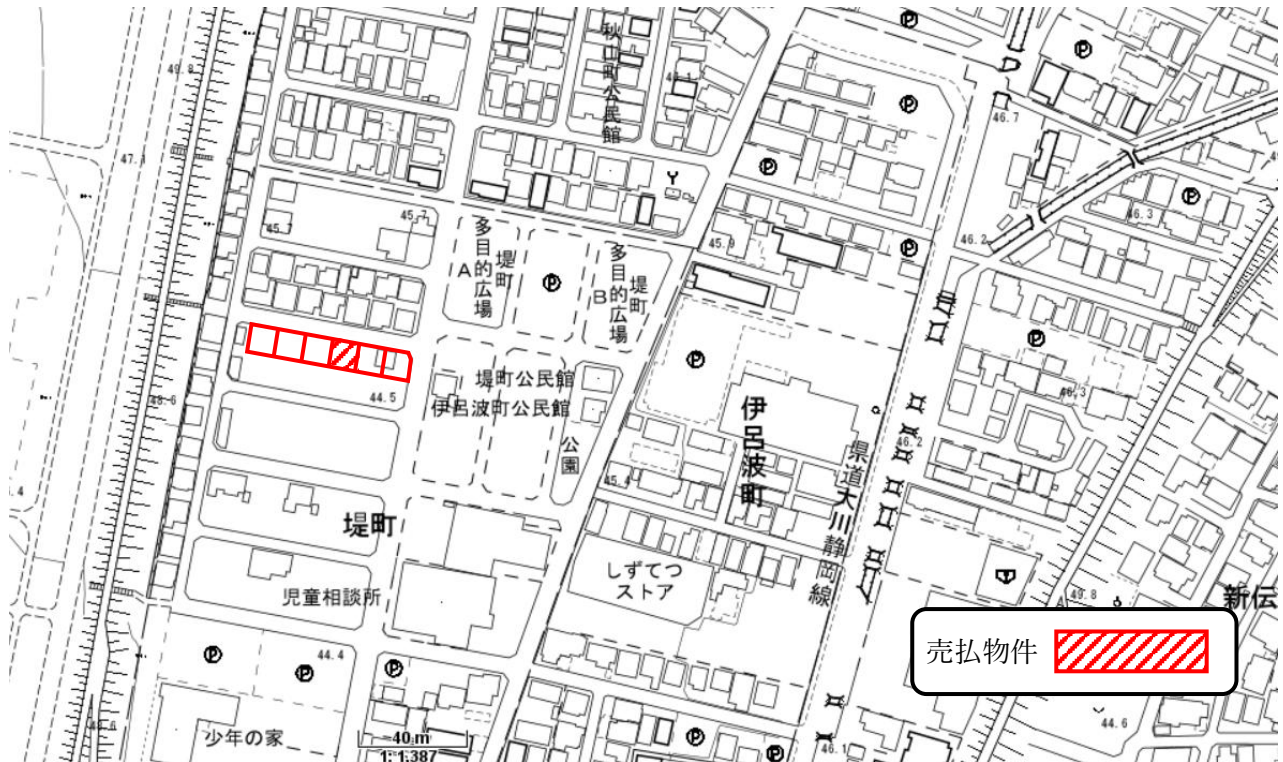 秋山町公民館
49.8
48.1
46.7
47.1
45.7
45.7
多目的広場
A
堤町
多目的広場
B
堤町
45.9
46.2
46.3
堤町公民館
伊呂波町公民館
44.5
48.6
公園
45.4
伊呂波町
県道大川静岡線
46.2
46.3
堤町
しずてつ
ストア
児童相談所
49.8
新伝
44.4
売払物件
少年の家
44.6
46.1
40 m
1: 1,387